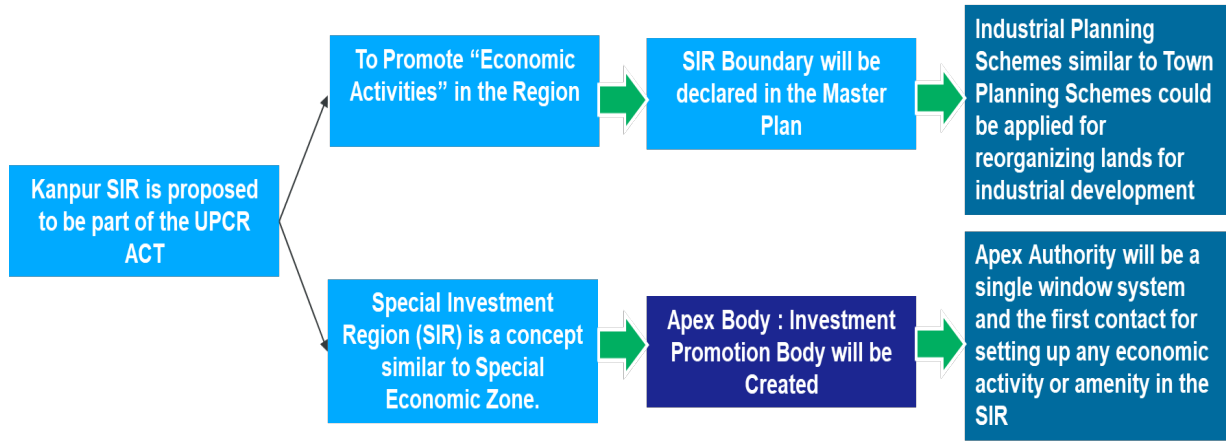 Kanpur SIR is proposed
to be part of the UPCR
ACT
To Promote “Economic
Activities” in the Region
SIR Boundary will be
declared in the Master
Plan
Industrial Planning
Schemes similar to Town
Planning Schemes could
be applied for
reorganizing lands for
industrial development
Special Investment
Region (SIR) is a concept
similar to Special
Economic Zone.
Apex Body : Investment
Promotion Body will be
Created
Apex Authority will be a
single window system
and the first contact for
setting up any economic
activity or amenity in the
SIR